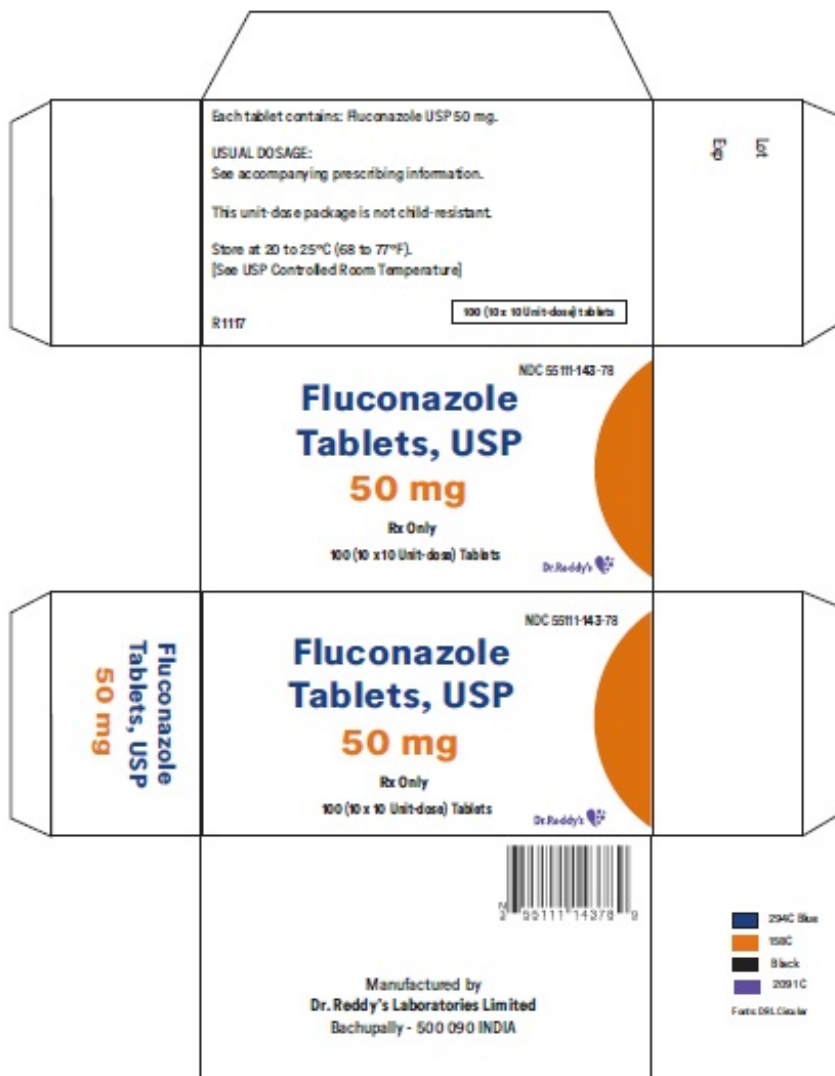 Each tablet contains: Fluconazole USP 50 mg.
USUAL DOSAGE:
See accompanying prescribing information.
This unit-dose package is not child-resistant.
Store at 20 to 25°C (68 to 77°F).
[See USP Controlled Room Temperature]
R1117
100 (10 x 10 Unit-dose) tablets
Lot
Exp
NDC 55111-143-78
Fluconazole
Tablets, USP
50 mg
Rx Only
100 (10 x 10 Unit-dose) Tablets
Dr.Reddy's
Fluconazole
Tablets, USP
50 mg
NDC 55111-143-78
Fluconazole
Tablets, USP
50 mg
Rx Only
100 (10 x 10 Unit-dose) Tablets
Dr.Reddy's
N
3 55111 14378 9
Manufactured by
Dr. Reddy's Laboratories Limited
Bachupally - 500 090 INDIA
294C Blue
158C
Black
2091 C
Fonts: DRL Circular